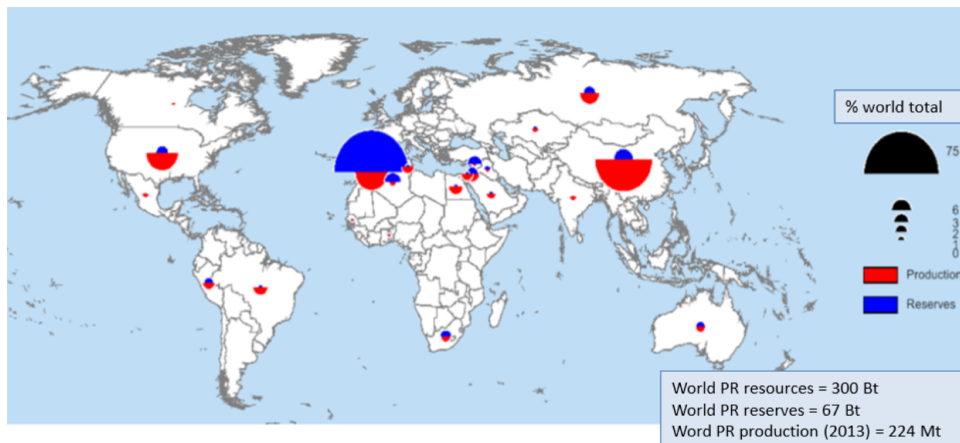 % world total
75
6
3
2
1
0
Production
Reserves
World PR resources = 300 Bt
World PR reserves = 67 Bt
Word PR production (2013) = 224 Mt